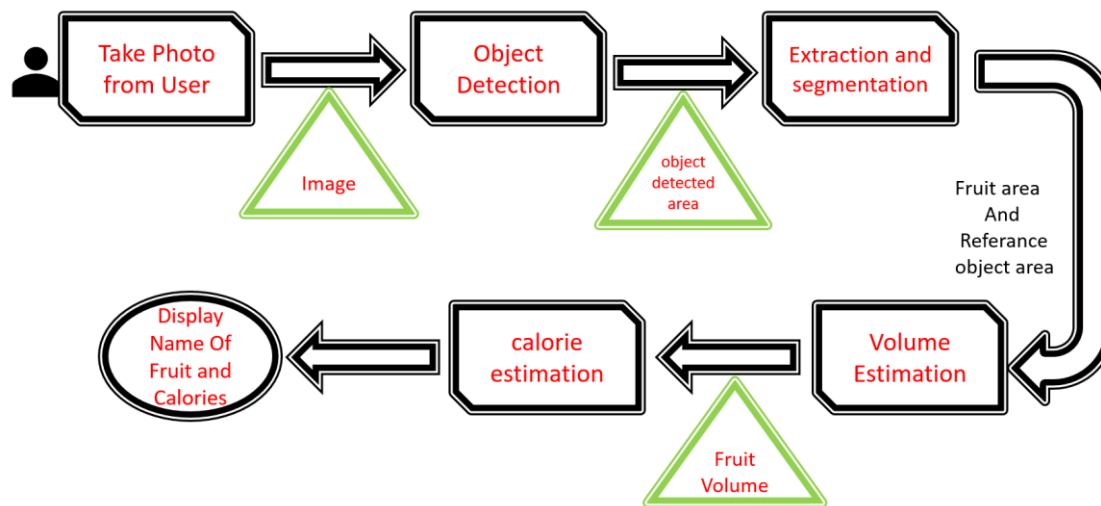 Take Photo
from User
Object
Detection
Extraction and
segmentation
Image
object
detected
area
Fruit area
And
Referance
object area
Volume
Estimation
calorie
estimation
Display
Name Of
Fruit and
Calories
Fruit
Volume